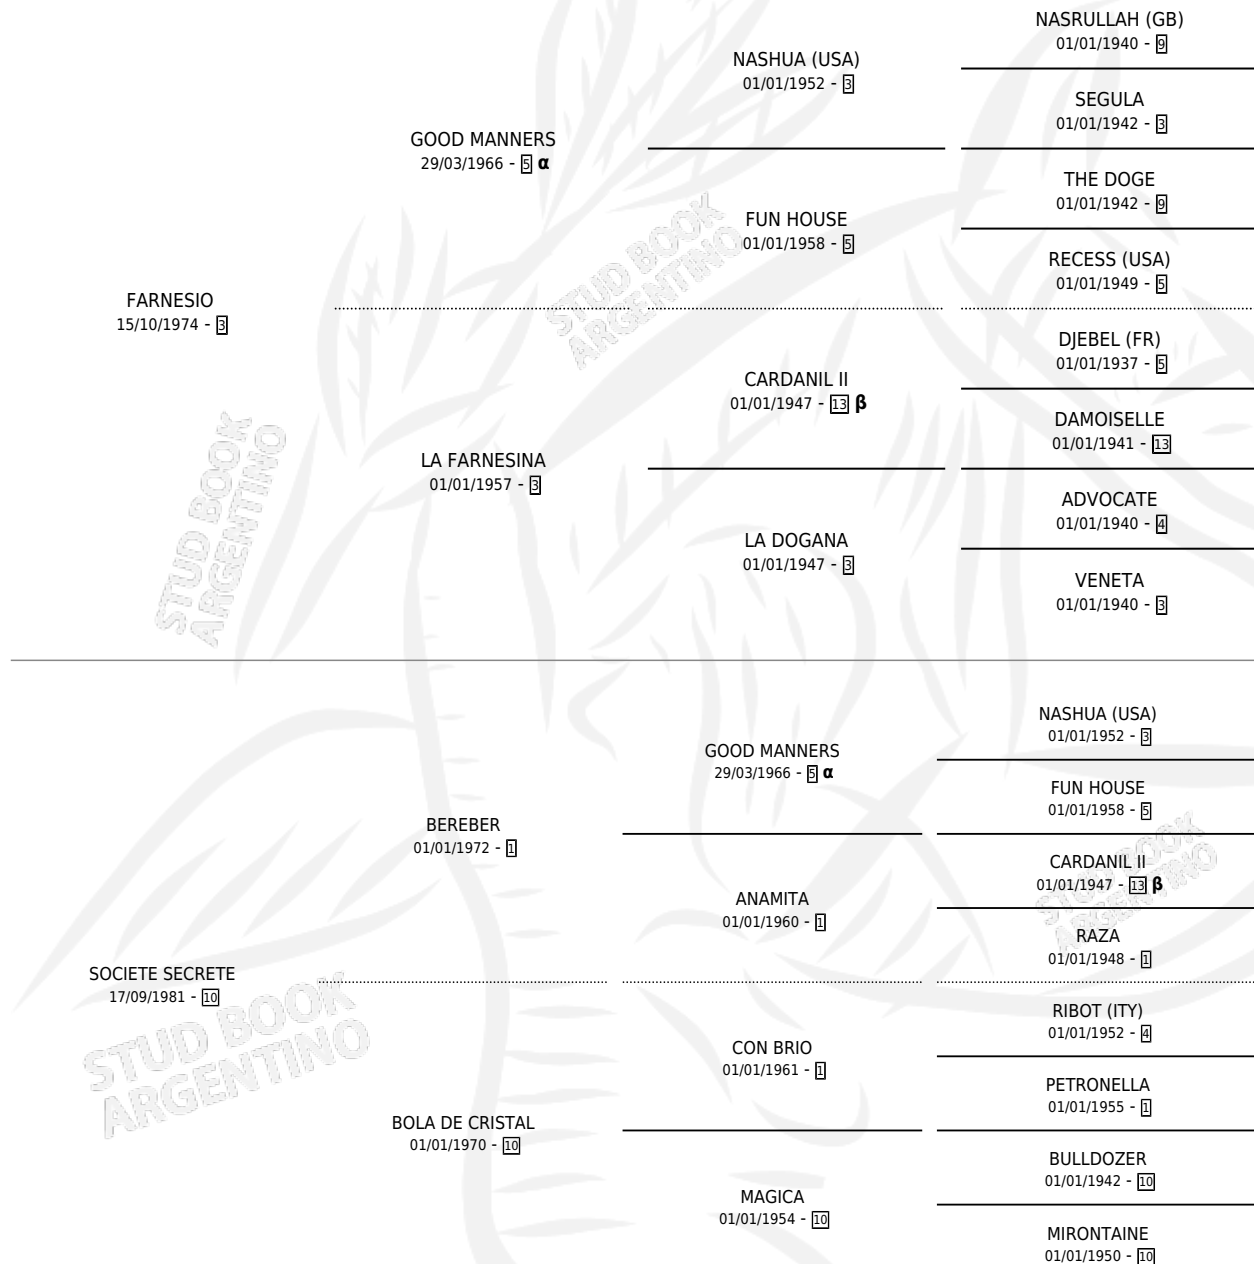 NASRULLAH (GB)
01/01/1940 - 9
NASHUA (USA)
01/01/1952 - 3
SEGULA
01/01/1942 - 3
GOOD MANNERS
29/03/1966 - 5 α
THE DOGE
01/01/1942 - 9
FUN HOUSE
01/01/1958 - 5
RECESS (USA)
01/01/1949 - 5
FARNESIO
15/10/1974 - 3
DJEBEL (FR)
01/01/1937 - 5
CARDANIL II
01/01/1947 - 13 β
DAMOISELLE
01/01/1941 - 13
LA FARNESINA
01/01/1957 - 3
ADVOCATE
01/01/1940 - 4
LA DOGANA
01/01/1947 - 3
VENETA
01/01/1940 - 3
STUD BOOK
ARGENTINO
STUD BOOK
ARGENTINO
NASHUA (USA)
01/01/1952 - 3
GOOD MANNERS
29/03/1966 - 5 α
FUN HOUSE
01/01/1958 - 5
BEREBER
01/01/1972 - 1
CARDANIL II
01/01/1947 - 13 β
ANAMITA
01/01/1960 - 1
RAZA
01/01/1948 - 1
SOCIETE SECRETE
17/09/1981 - 10
RIBOT (ITY)
01/01/1952 - 4
CON BRIO
01/01/1961 - 1
PETRONELLA
01/01/1955 - 1
BOLA DE CRISTAL
01/01/1970 - 10
BULLDOZER
01/01/1942 - 10
MAGICA
01/01/1954 - 10
MIRONTAINE
01/01/1950 - 10
STUD BOOK
ARGENTINO
STUD BOOK
ARGENTINO